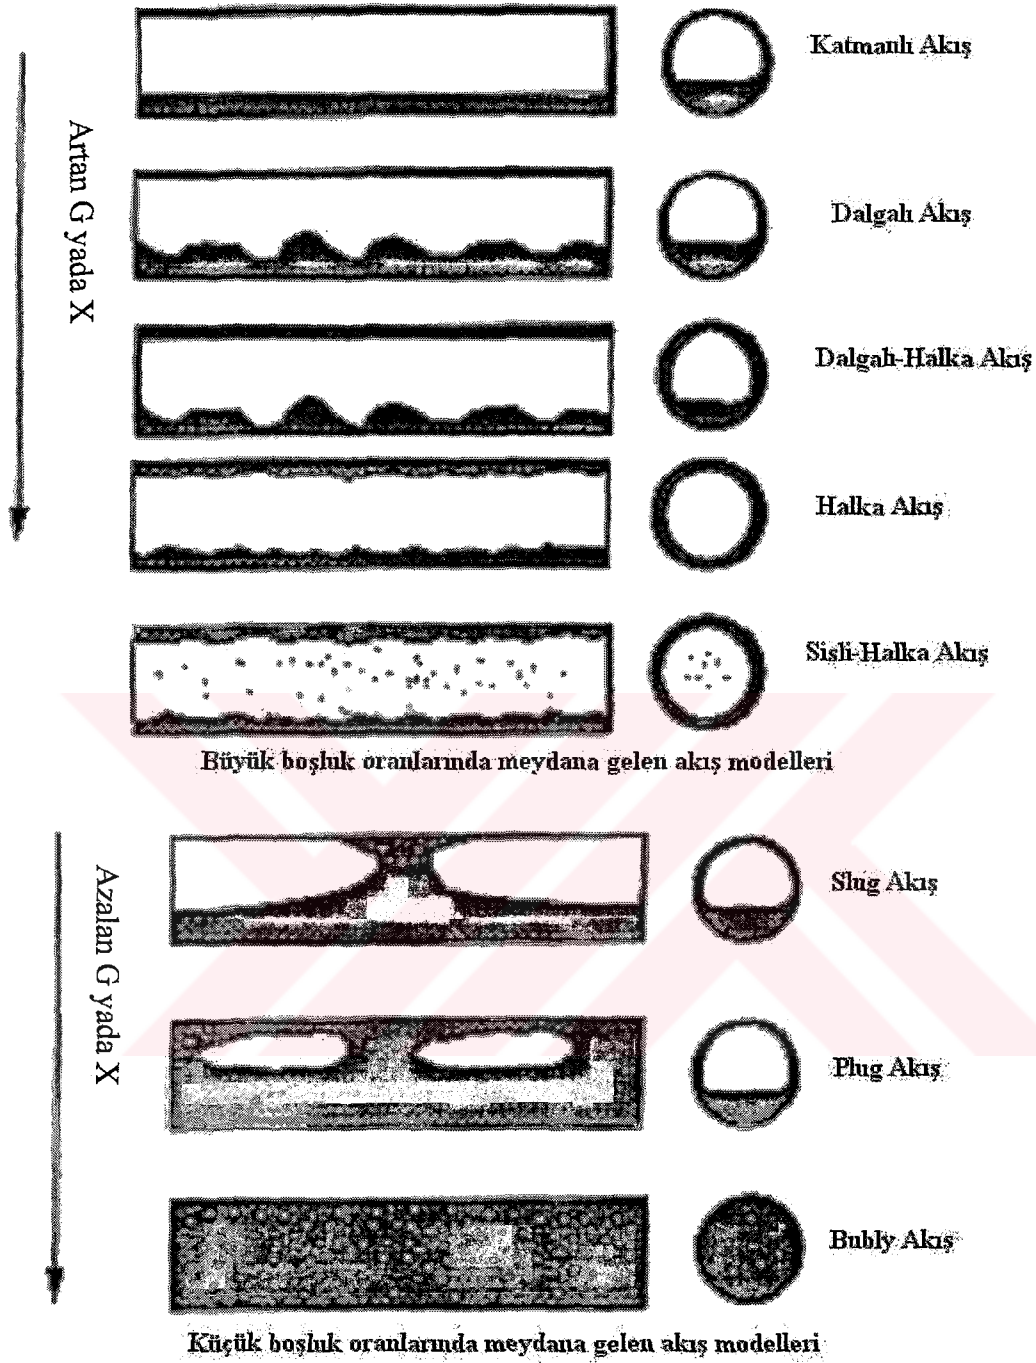 Katmanlı Akış
Artan G yada X
Dalgalı Akış
Dalgalı-Halka Akış
Halka Akış
Sisli-Halka Akış
Büyük boşluk oranlarında meydana gelen akış modelleri
Azalan G yada X
Slug Akış
Plug Akış
Bubly Akış
Küçük boşluk oranlarında meydana gelen akış modelleri